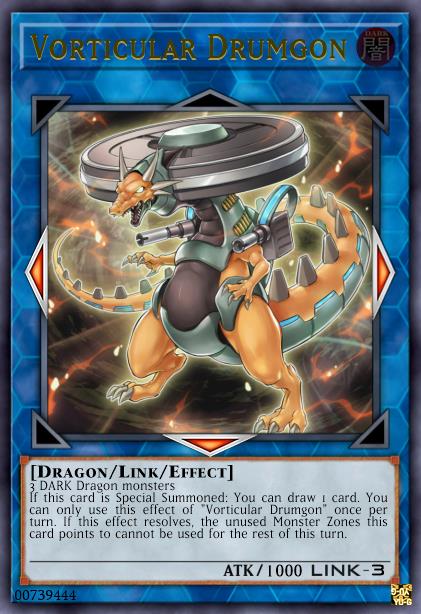 Vorticular Drumgon
DARK
闇
[Dragon/Link/Effect]
3 DARK Dragon monsters
If this card is Special Summoned: You can draw 1 card. You
can only use this effect of "Vorticular Drumgon" once per
turn. If this effect resolves, the unused Monster Zones this
card points to cannot be used for the rest of this turn.
ATK/1000 LINK-3
00739444